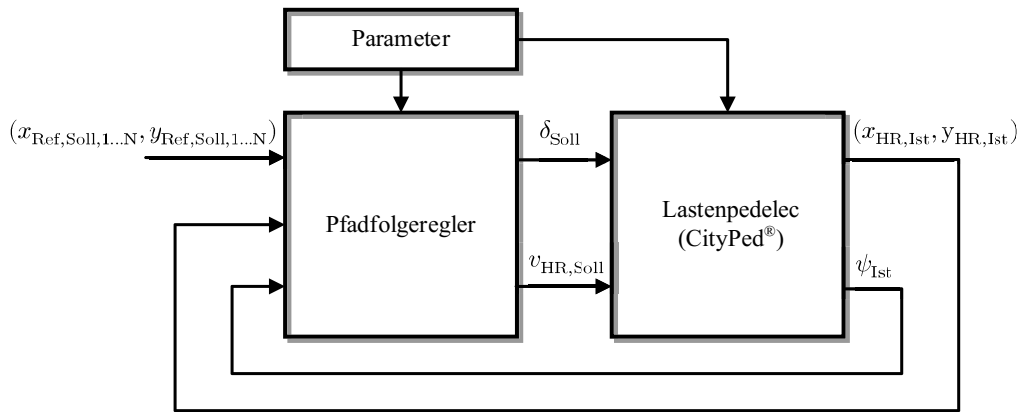 Parameter
(x_Ref,Soll,1...N, y_Ref,Soll,1...N)
δ_Soll
(x_HR,Ist, y_HR,Ist)
Pfadfolgeregler
Lastenpedelec
(CityPed®)
v_HR,Soll
ψ_Ist